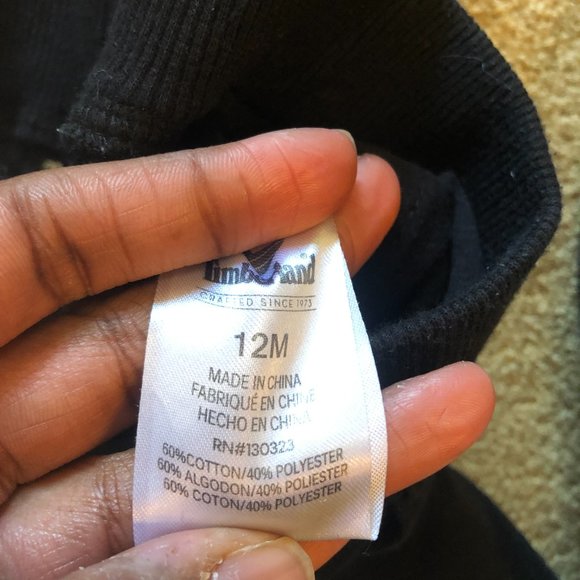 Timberland
CRAFTED SINCE 1973
12M
MADE IN CHINA
FABRIQUÉ EN CHINE
HECHO EN CHINA
RN#130323
60%COTTON/40% POLYESTER
60% ALGODON/40% POLIESTER
60% COTON/40% POLYESTER